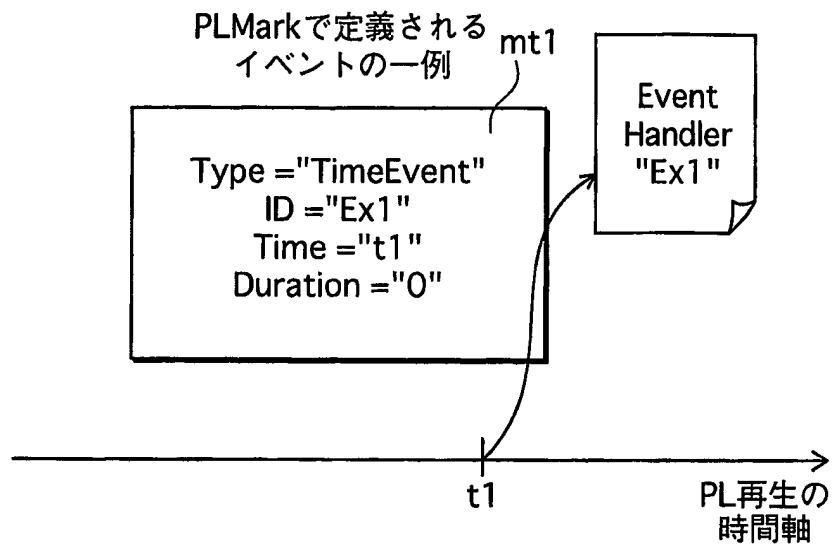 PLMarkで定義される
イベントの一例
mt1
Event
Handler
"Ex1"
Type ="TimeEvent"
ID ="Ex1"
Time ="t1"
Duration ="0"
t1
PL再生の
時間軸